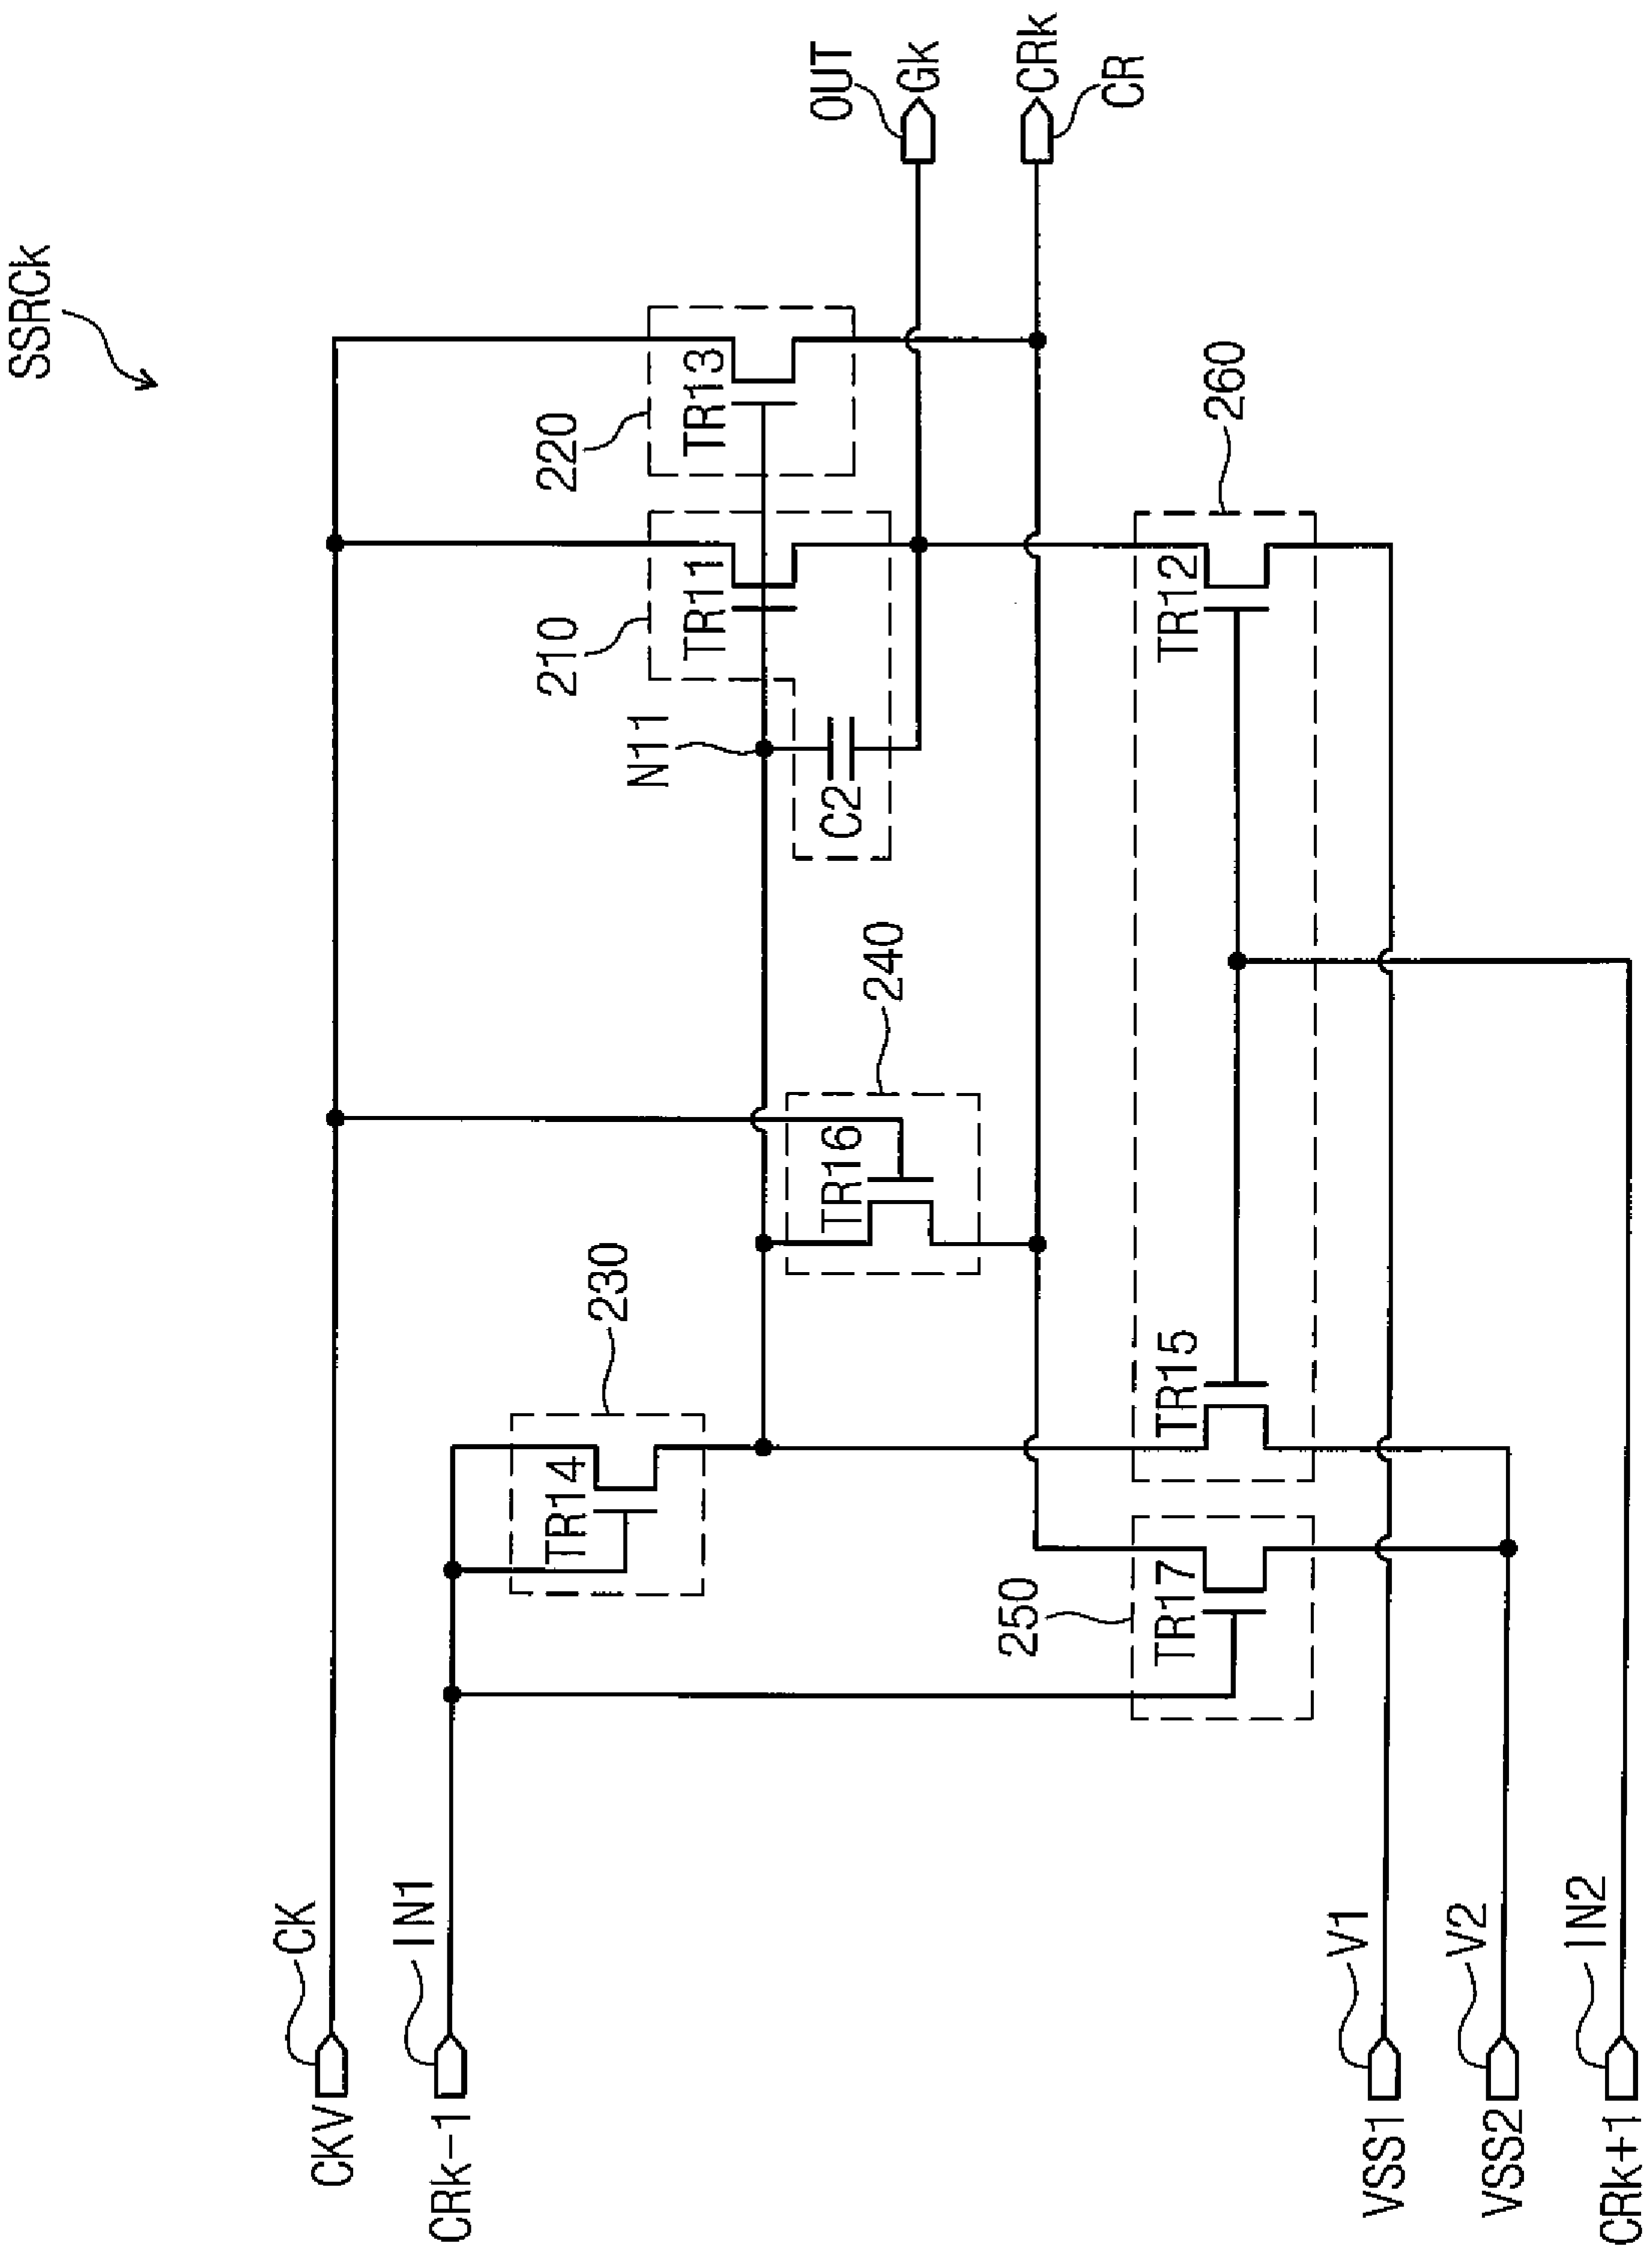 SSRCk
CKV
CK
CRk-1
IN1
230
TR14
N11
210
TR11
220
TR13
C2
OUT
Gk
240
TR16
CRk
CR
250
TR17
TR15
TR12
260
VSS1
V1
VSS2
V2
CRk+1
IN2